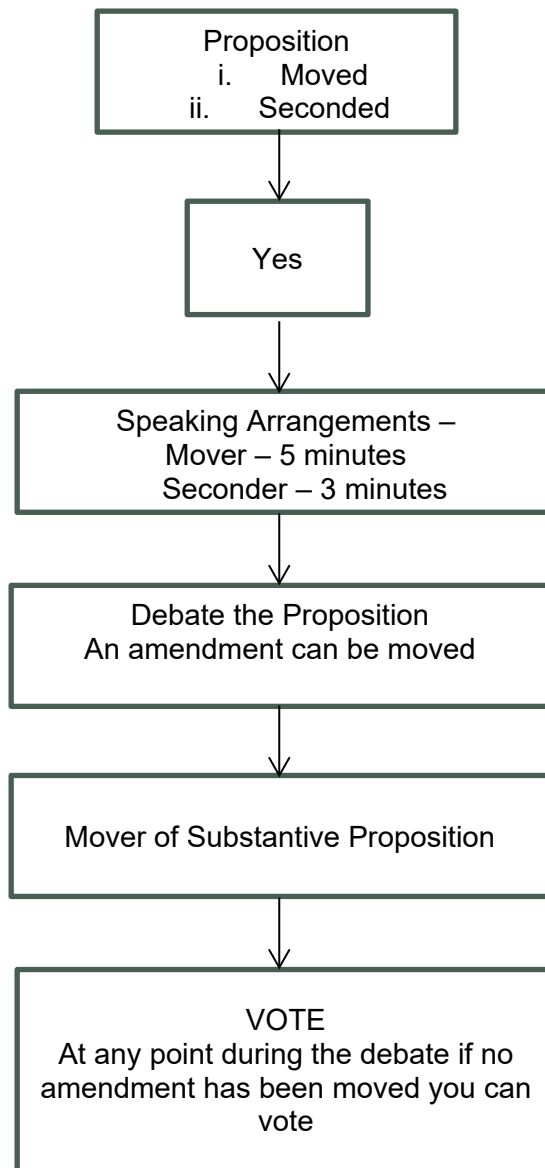 Proposition
i. Moved
ii. Seconded
Yes
Speaking Arrangements –
Mover – 5 minutes
Seconder – 3 minutes
Debate the Proposition
An amendment can be moved
Mover of Substantive Proposition
VOTE
At any point during the debate if no
amendment has been moved you can
vote